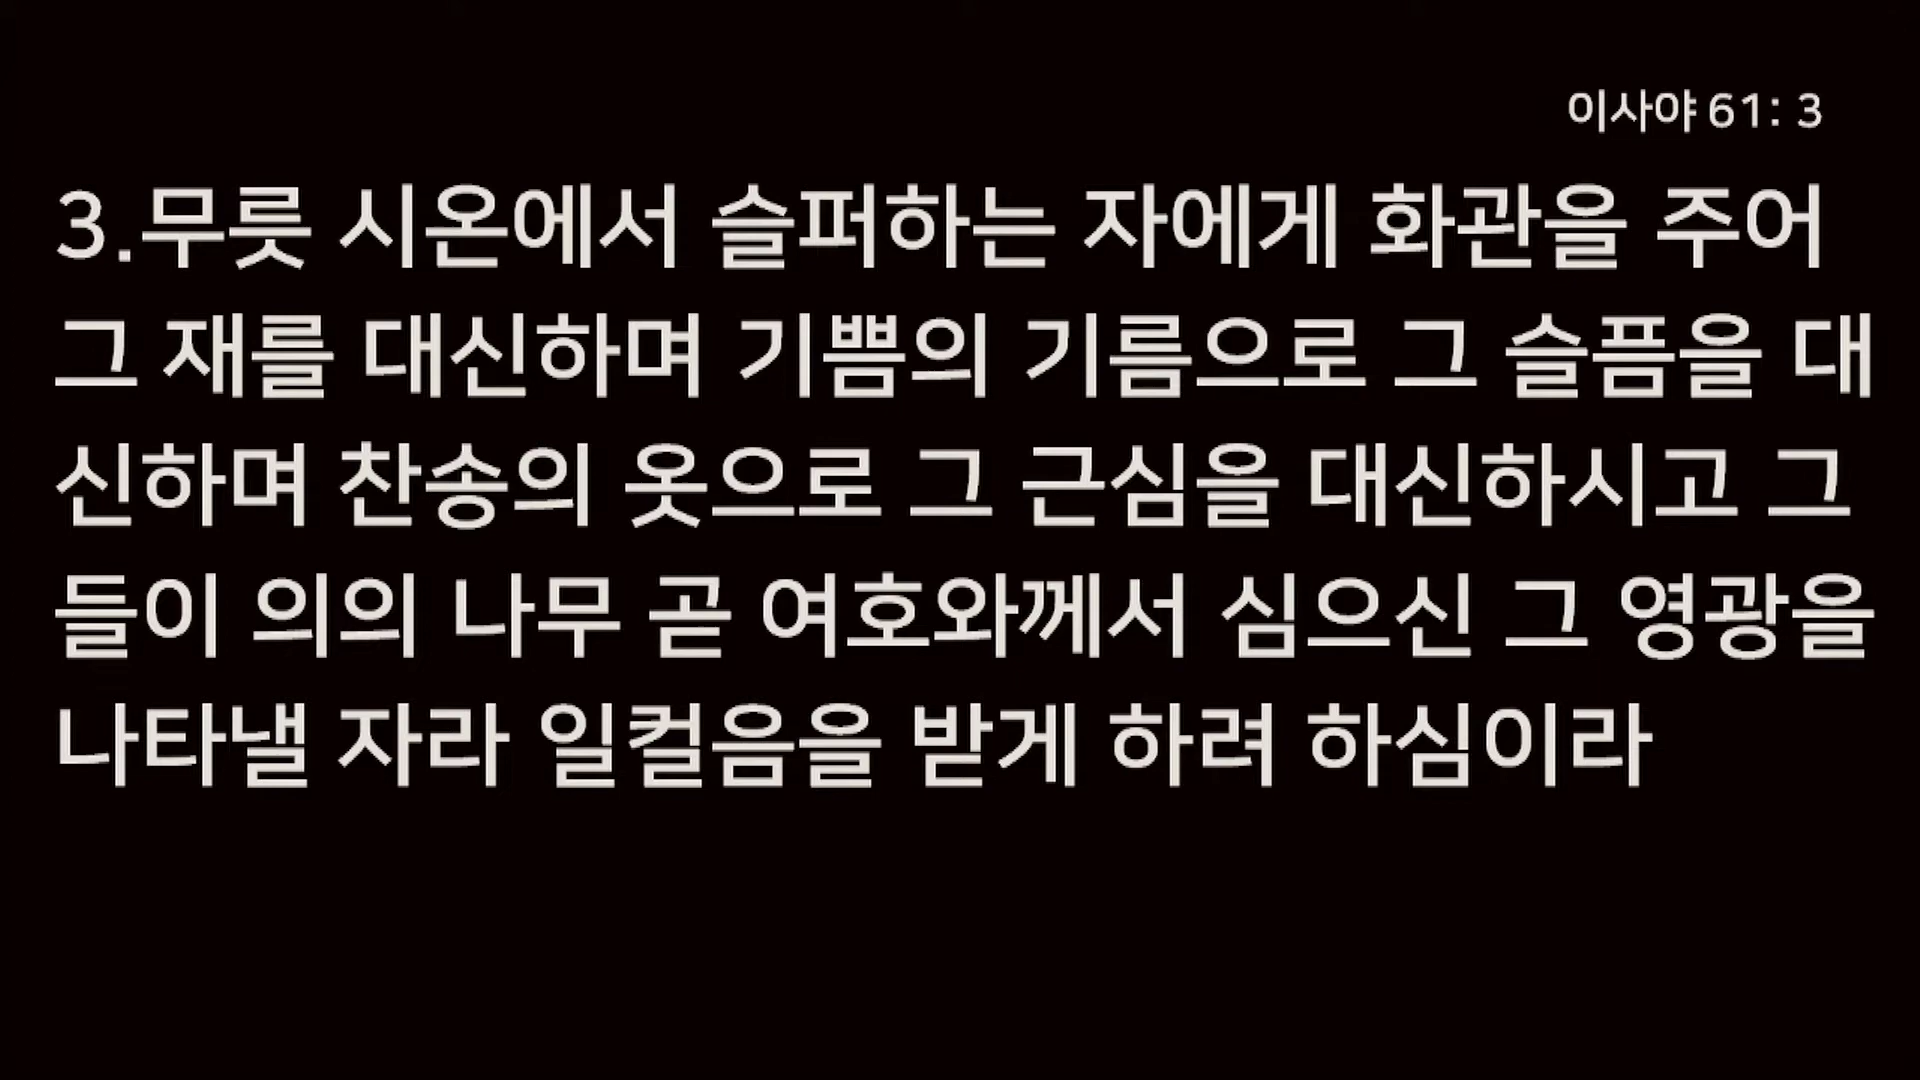 이사야 61: 3
3.무릇 시온에서 슬퍼하는 자에게 화관을 주어
그 재를 대신하며 기쁨의 기름으로 그 슬픔을 대
신하며 찬송의 옷으로 그 근심을 대신하시고 그
들이 의의 나무 곧 여호와께서 심으신 그 영광을
나타낼 자라 일컬음을 받게 하려 하심이라